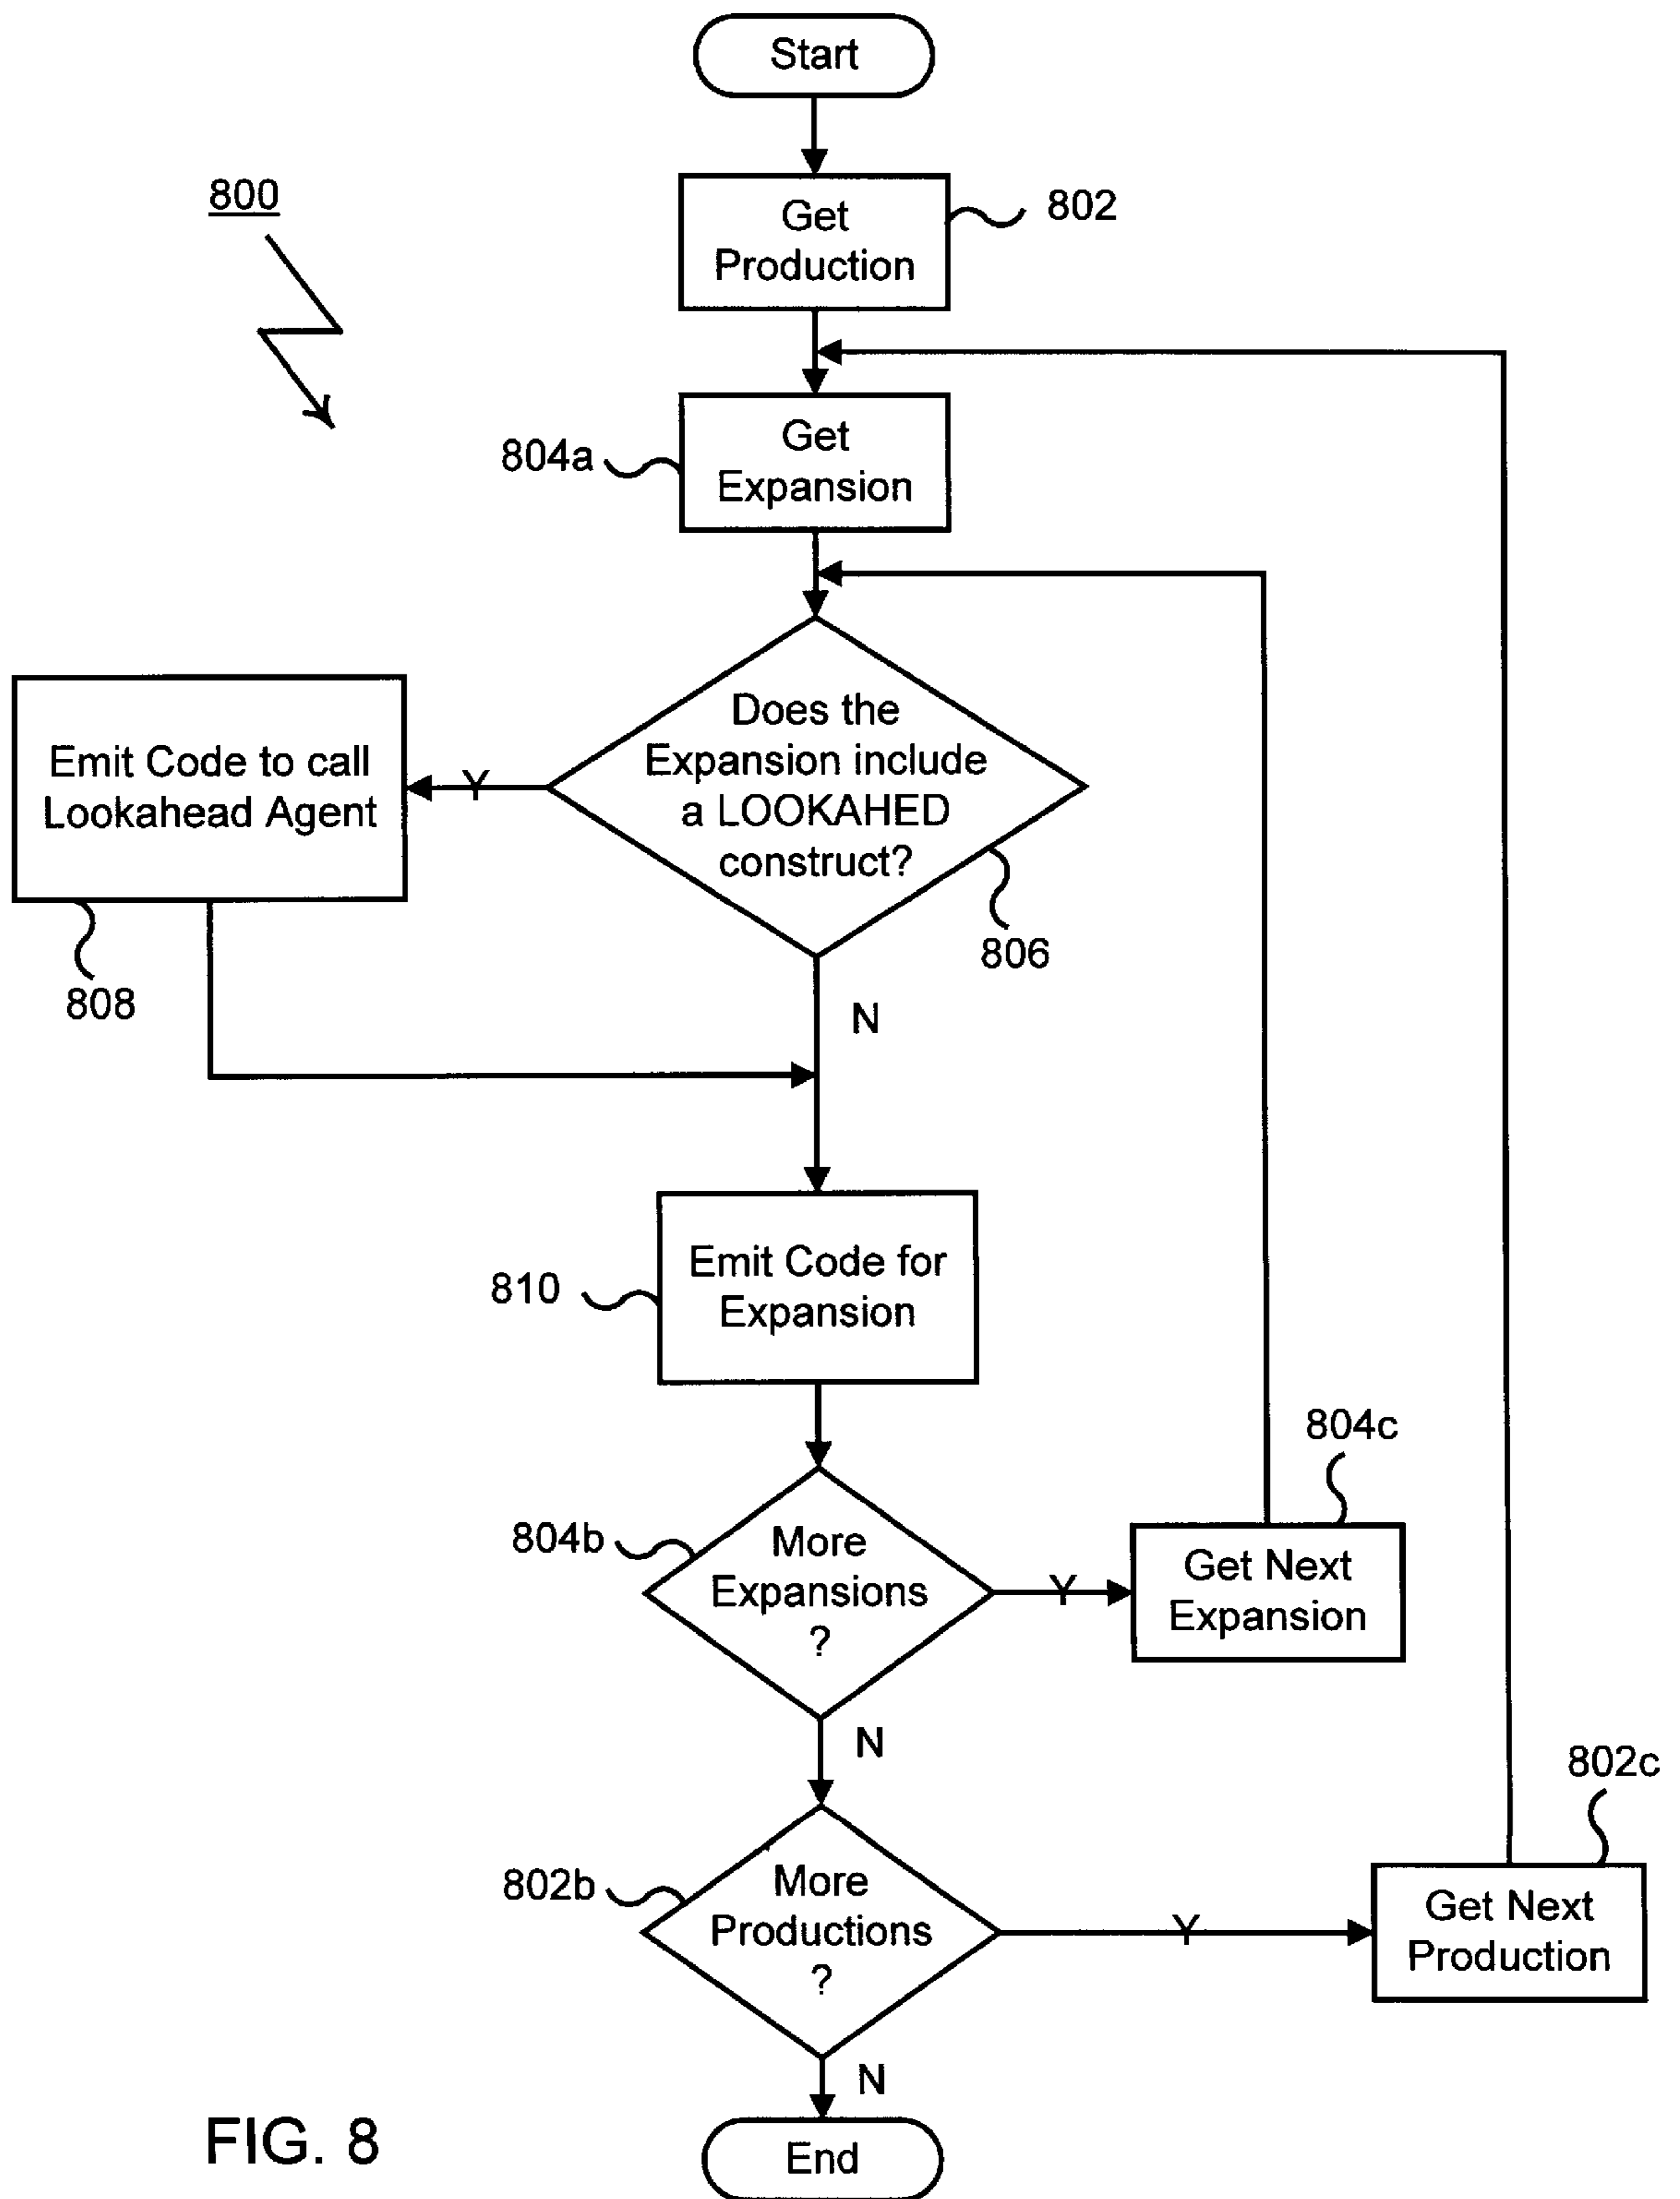 Start
800
Get
Production
802
804a
Get
Expansion
Does the
Expansion include
a LOOKAHED
construct?
Y
Emit Code to call
Lookahead Agent
806
808
N
810
Emit Code for
Expansion
804c
804b
More
Expansions
?
Y
Get Next
Expansion
N
802c
802b
More
Productions
?
Y
Get Next
Production
N
End
FIG. 8